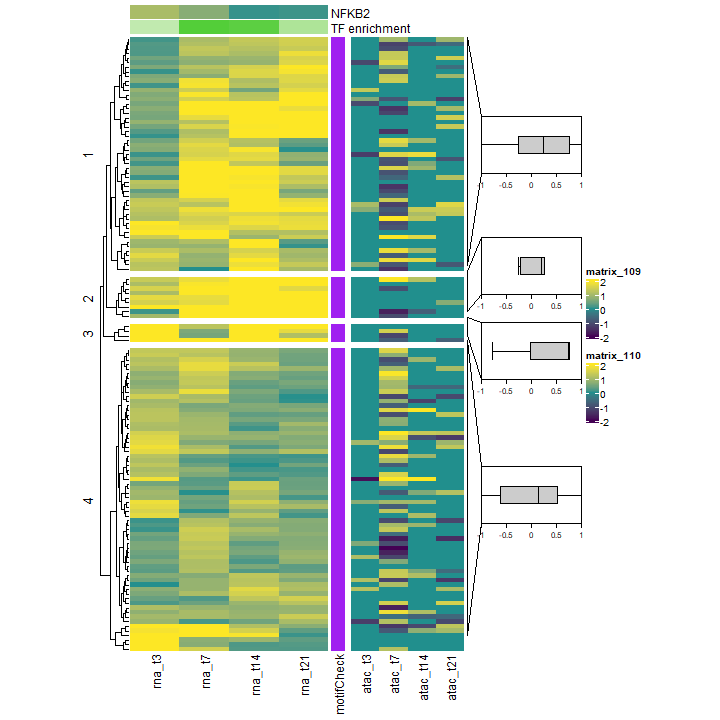 NFKB2
TF enrichment
1
-1 -0.5 0 0.5 1
2
-1 -0.5 0 0.5 1
3
-1 -0.5 0 0.5 1
4
-1 -0.5 0 0.5 1
matrix_109
2
1
0
-1
-2
matrix_110
2
1
0
-1
-2
rna_t3
rna_t7
rna_t14
rna_t21
motifCheck
atac_t3
atac_t7
atac_t14
atac_t21